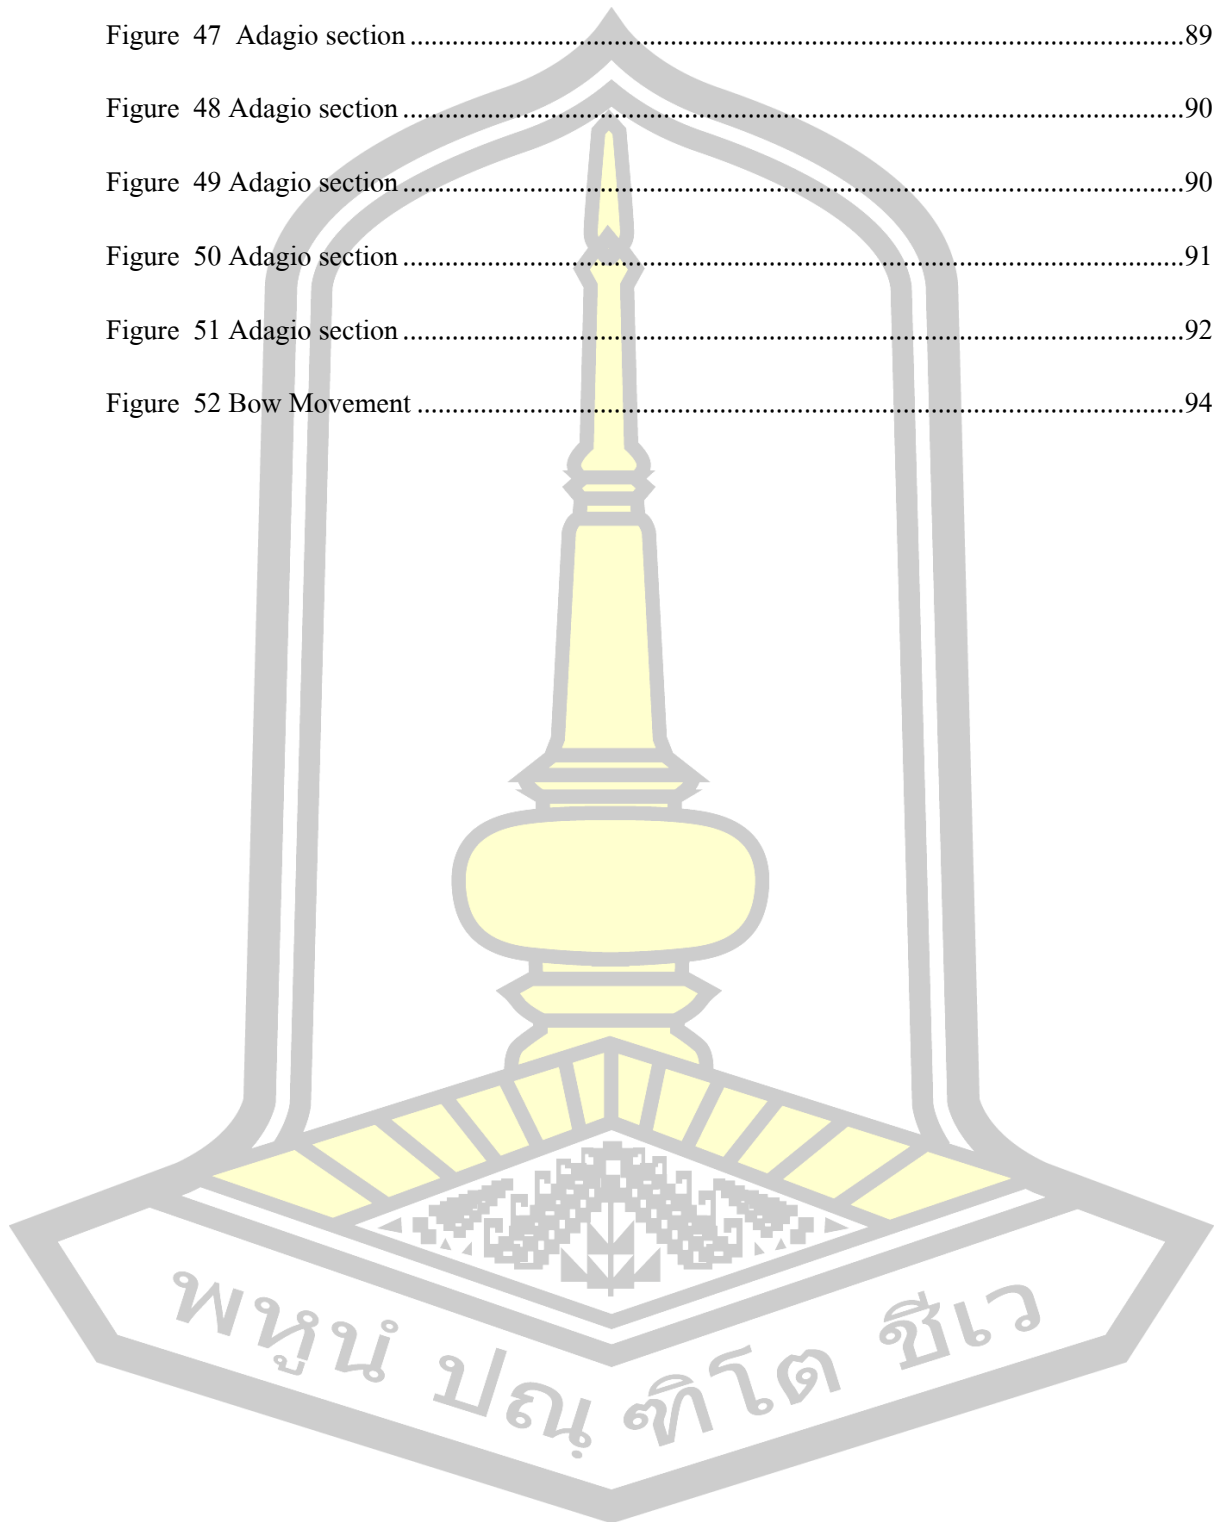 Figure 47 Adagio section ........................................................................................................89
Figure 48 Adagio section ........................................................................................................90
Figure 49 Adagio section ........................................................................................................90
Figure 50 Adagio section ........................................................................................................91
Figure 51 Adagio section ........................................................................................................92
Figure 52 Bow Movement ......................................................................................................94
พหูนํ ปณฺ ฑิโต ชีเว